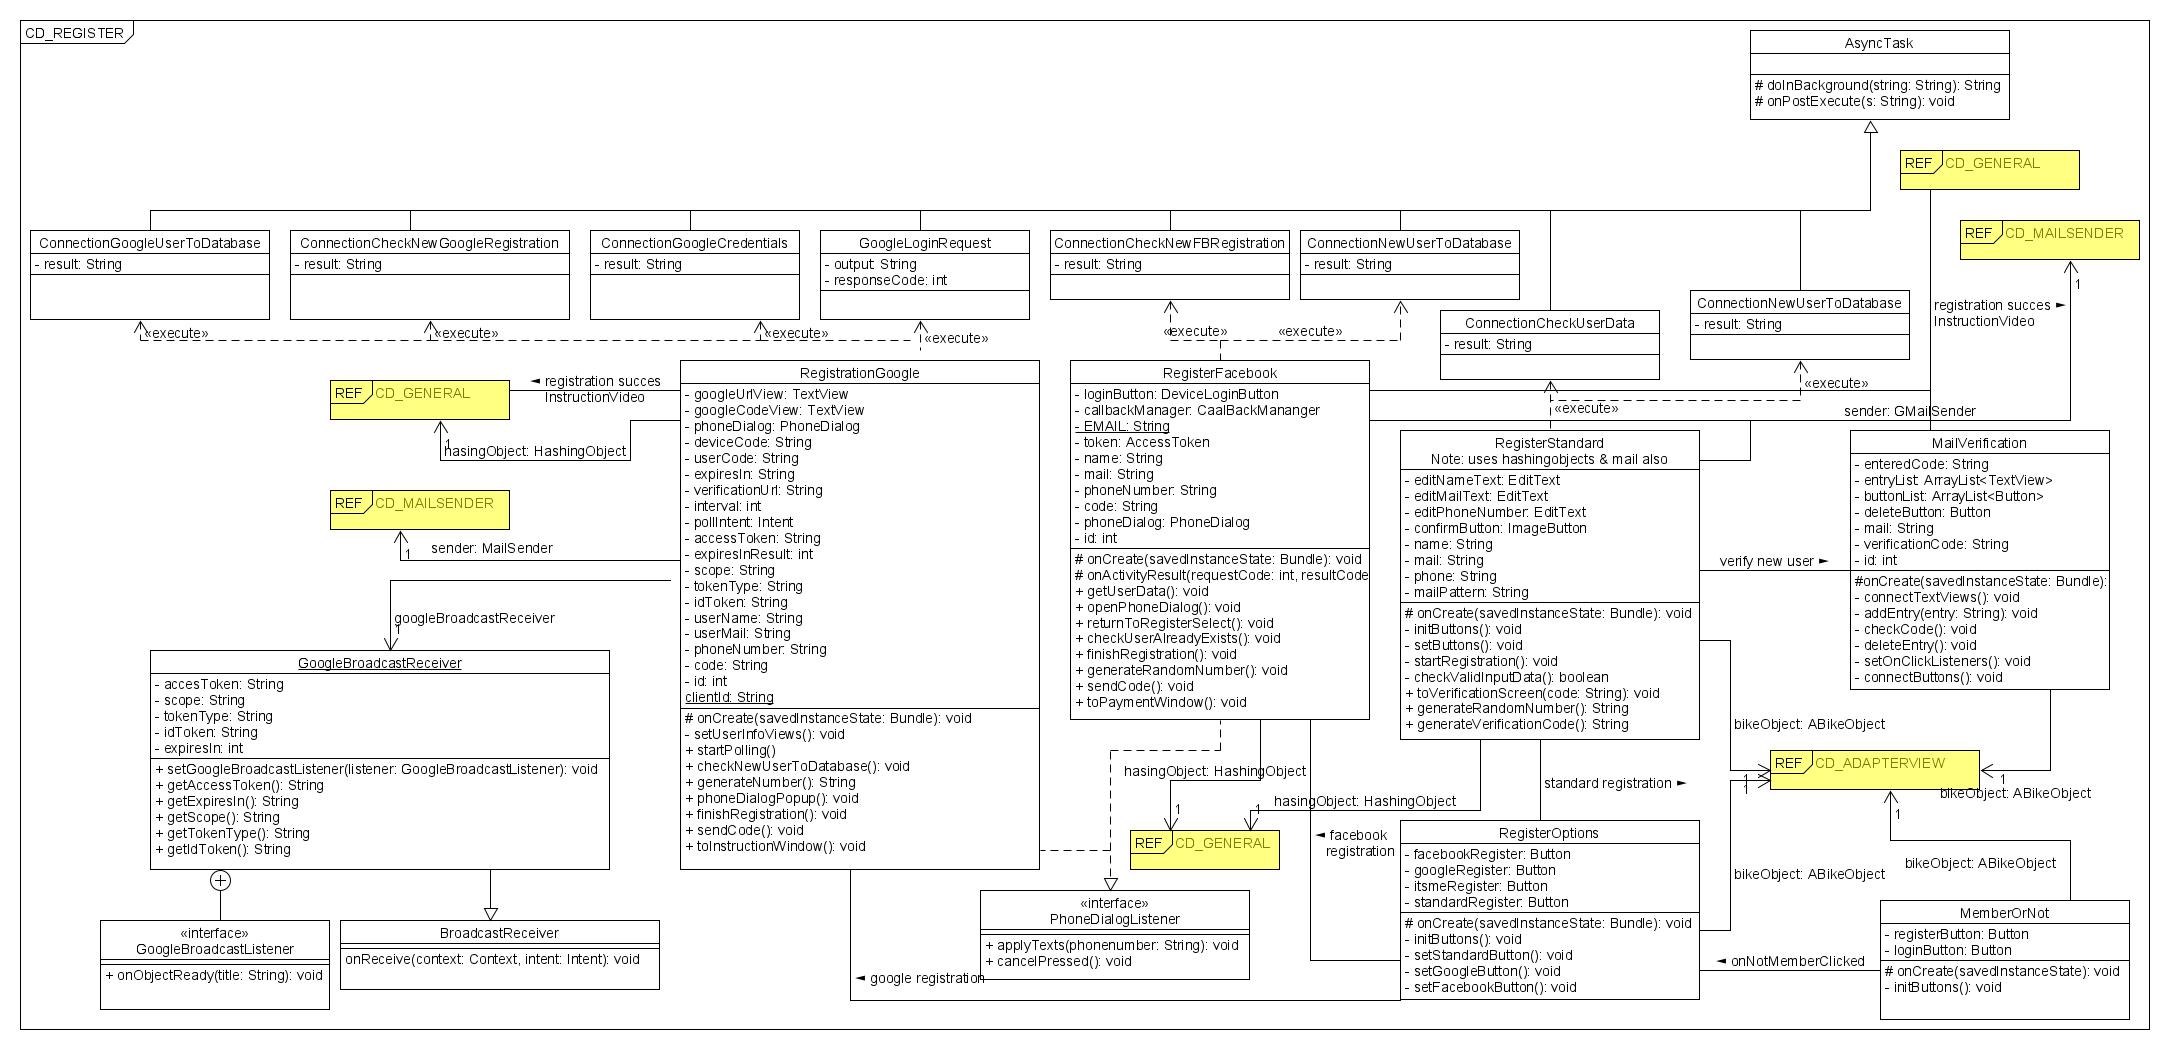 CD_REGISTER
AsyncTask
# doInBackground(string: String): String
# onPostExecute(s: String): void
REF CD_GENERAL
REF CD_MAILSENDER
1
registration succes ►
InstructionVideo
ConnectionGoogleUserToDatabase
- result: String
ConnectionCheckNewGoogleRegistration
- result: String
ConnectionGoogleCredentials
- result: String
GoogleLoginRequest
- output: String
- responseCode: int
ConnectionCheckNewFBRegistration
- result: String
ConnectionNewUserToDatabase
- result: String
ConnectionCheckUserData
- result: String
ConnectionNewUserToDatabase
- result: String
«execute»
«execute»
«execute»
«execute»
«execute»
«execute»
«execute»
«execute»
sender: GMailSender
REF CD_GENERAL
◄ registration succes
InstructionVideo
1
hasingObject: HashingObject
REF CD_MAILSENDER
1
sender: MailSender
googleBroadcastReceiver
1
RegistrationGoogle
- googleUrlView: TextView
- googleCodeView: TextView
- phoneDialog: PhoneDialog
- deviceCode: String
- userCode: String
- expiresIn: String
- verificationUrl: String
- interval: int
- pollIntent: Intent
- accessToken: String
- expiresInResult: int
- scope: String
- tokenType: String
- idToken: String
- userName: String
- userMail: String
- phoneNumber: String
- code: String
- id: int
clientId: String
# onCreate(savedInstanceState: Bundle): void
- setUserInfoViews(): void
+ startPolling()
+ checkNewUserToDatabase(): void
+ generateNumber(): String
+ phoneDialogPopup(): void
+ finishRegistration(): void
+ sendCode(): void
+ toInstructionWindow(): void
RegisterFacebook
- loginButton: DeviceLoginButton
- callbackManager: CaalBackMananger
- EMAIL: String
- token: AccessToken
- name: String
- mail: String
- phoneNumber: String
- code: String
- phoneDialog: PhoneDialog
- id: int
# onCreate(savedInstanceState: Bundle): void
# onActivityResult(requestCode: int, resultCode
+ getUserData(): void
+ openPhoneDialog(): void
+ returnToRegisterSelect(): void
+ checkUserAlreadyExists(): void
+ finishRegistration(): void
+ generateRandomNumber(): void
+ sendCode(): void
+ toPaymentWindow(): void
RegisterStandard
Note: uses hashingobjects & mail also
- editNameText: EditText
- editMailText: EditText
- editPhoneNumber: EditText
- confirmButton: ImageButton
- name: String
- mail: String
- phone: String
- mailPattern: String
# onCreate(savedInstanceState: Bundle): void
- initButtons(): void
- setButtons(): void
- startRegistration(): void
- checkValidInputData(): boolean
+ toVerificationScreen(code: String): void
+ generateRandomNumber(): String
+ generateVerificationCode(): String
verify new user ►
MailVerification
- enteredCode: String
- entryList: ArrayList<TextView>
- buttonList: ArrayList<Button>
- deleteButton: Button
- mail: String
- verificationCode: String
- id: int
#onCreate(savedInstanceState: Bundle):
- connectTextViews(): void
- addEntry(entry: String): void
- checkCode(): void
- deleteEntry(): void
- setOnClickListeners(): void
- connectButtons(): void
GoogleBroadcastReceiver
- accesToken: String
- scope: String
- tokenType: String
- idToken: String
- expiresIn: int
+ setGoogleBroadcastListener(listener: GoogleBroadcastListener): void
+ getAccessToken(): String
+ getExpiresIn(): String
+ getScope(): String
+ getTokenType(): String
+ getIdToken(): String
«interface»
GoogleBroadcastListener
+ onObjectReady(title: String): void
BroadcastReceiver
onReceive(context: Context, intent: Intent): void
hasingObject: HashingObject
1
hasingObject: HashingObject
1
REF CD_GENERAL
«interface»
PhoneDialogListener
+ applyTexts(phonenumber: String): void
+ cancelPressed(): void
◄ google registration
◄ facebook
registration
standard registration ►
bikeObject: ABikeObject
1
REF CD_ADAPTERVIEW
1
bikeObject: ABikeObject
1
bikeObject: ABikeObject
bikeObject: ABikeObject
RegisterOptions
- facebookRegister: Button
- googleRegister: Button
- itsmeRegister: Button
- standardRegister: Button
# onCreate(savedInstanceState: Bundle): void
- initButtons(): void
- setStandardButton(): void
- setGoogleButton(): void
- setFacebookButton(): void
◄ onNotMemberClicked
MemberOrNot
- registerButton: Button
- loginButton: Button
# onCreate(savedInstanceState): void
- initButtons(): void